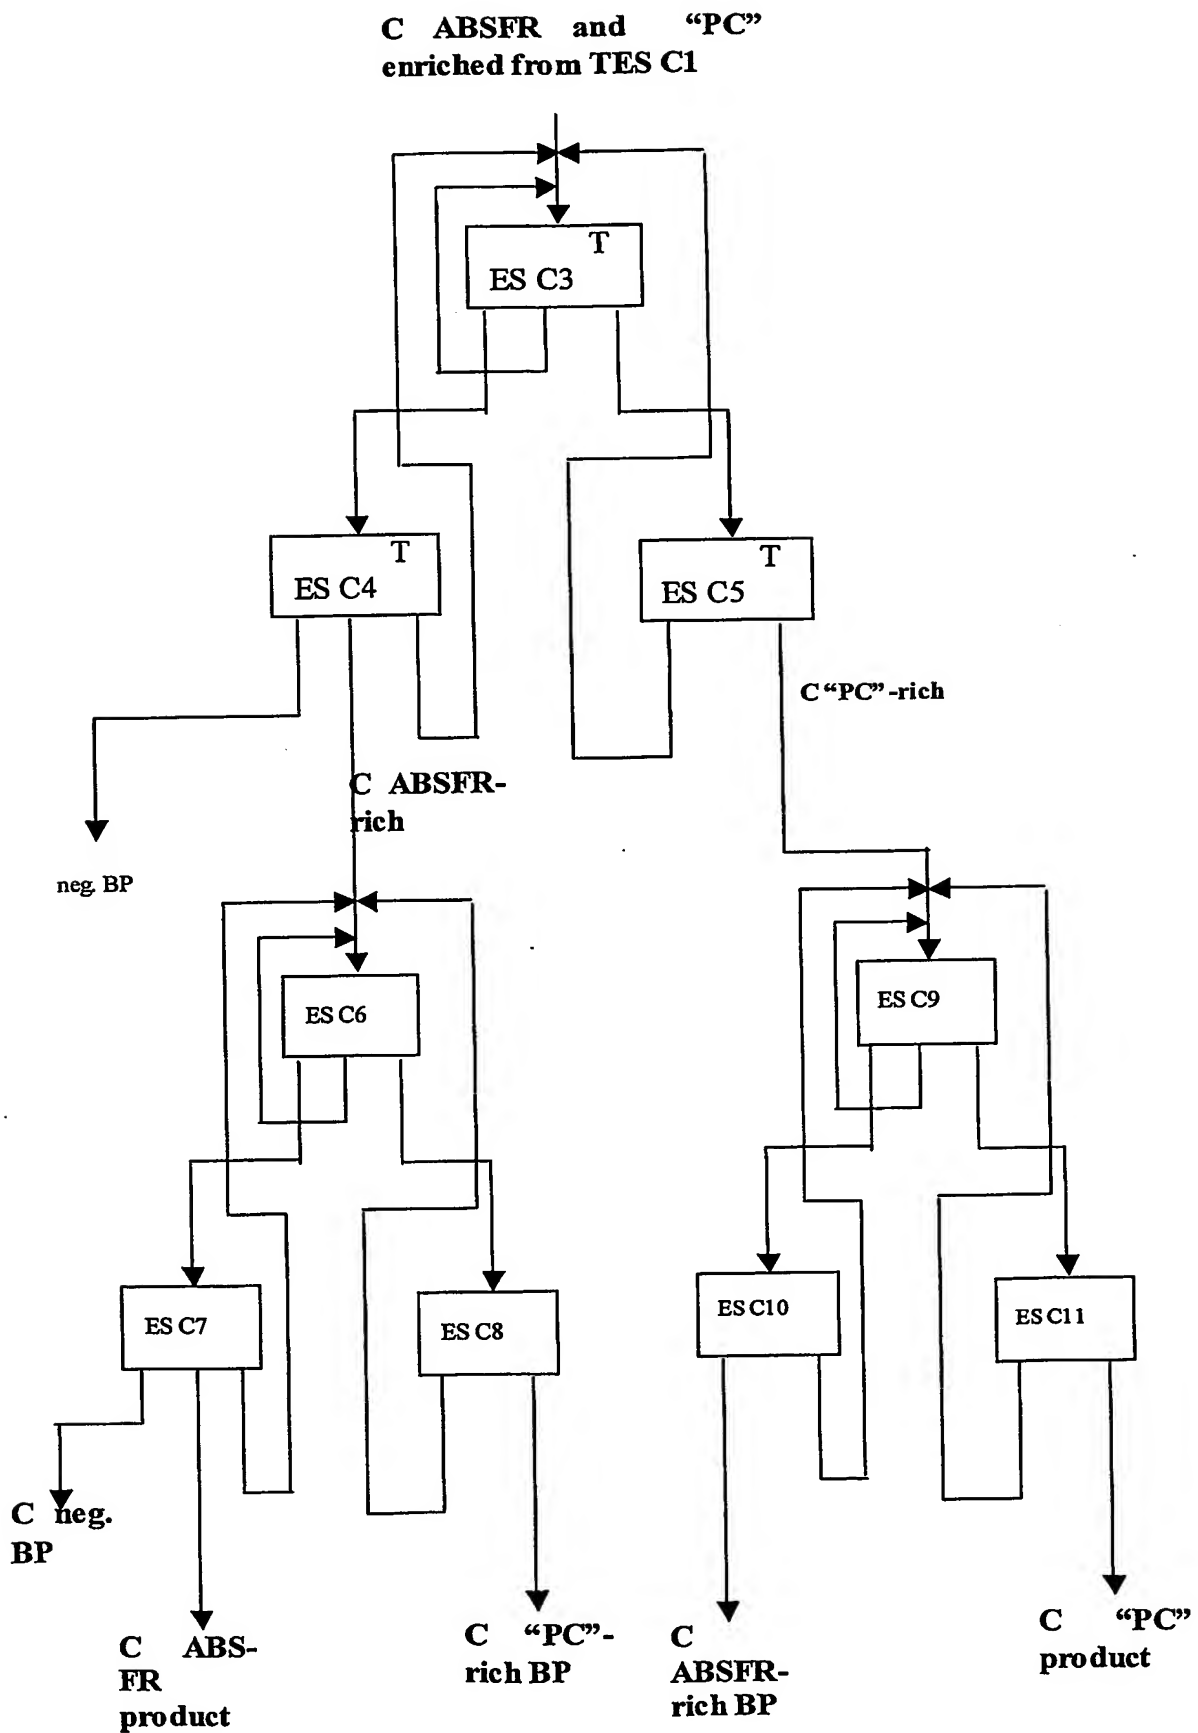 C ABSFR and “PC”
enriched from TES C1
T
ES C3
T
ES C4
T
ES C5
C “PC”-rich
C ABSFR-
rich
neg. BP
ES C6
ES C9
ES C7
ES C8
ES C10
ES C11
C neg.
BP
C ABS-
FR
product
C “PC”-
rich BP
C
ABSFR-
rich BP
C “PC”
product